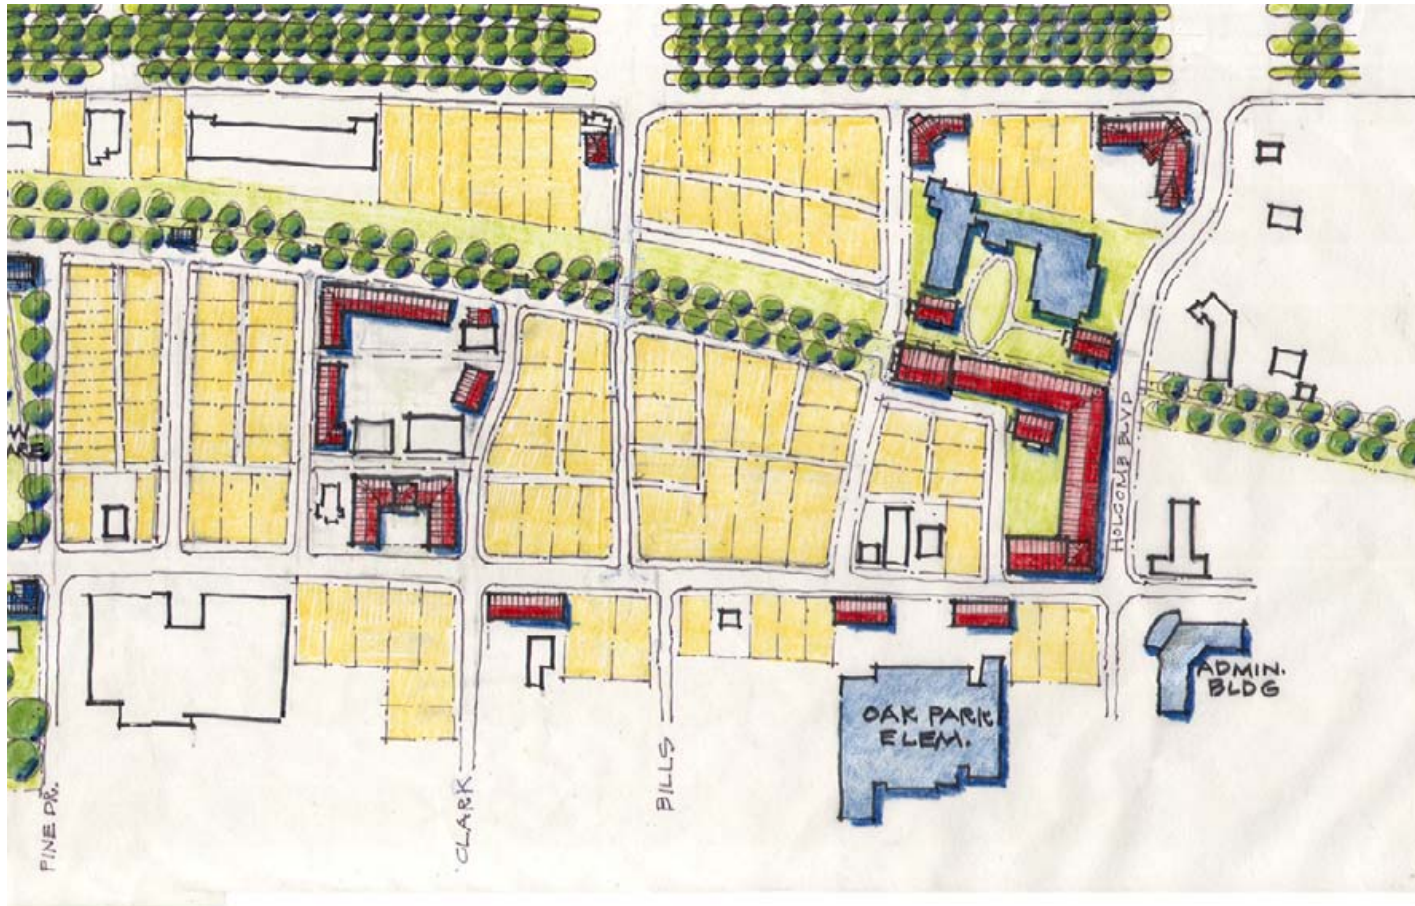 HOLCOMB BLVD
ADMIN.
BLDG
OAK PARK
ELEM.
BILLS
CLARK
PINE DR.